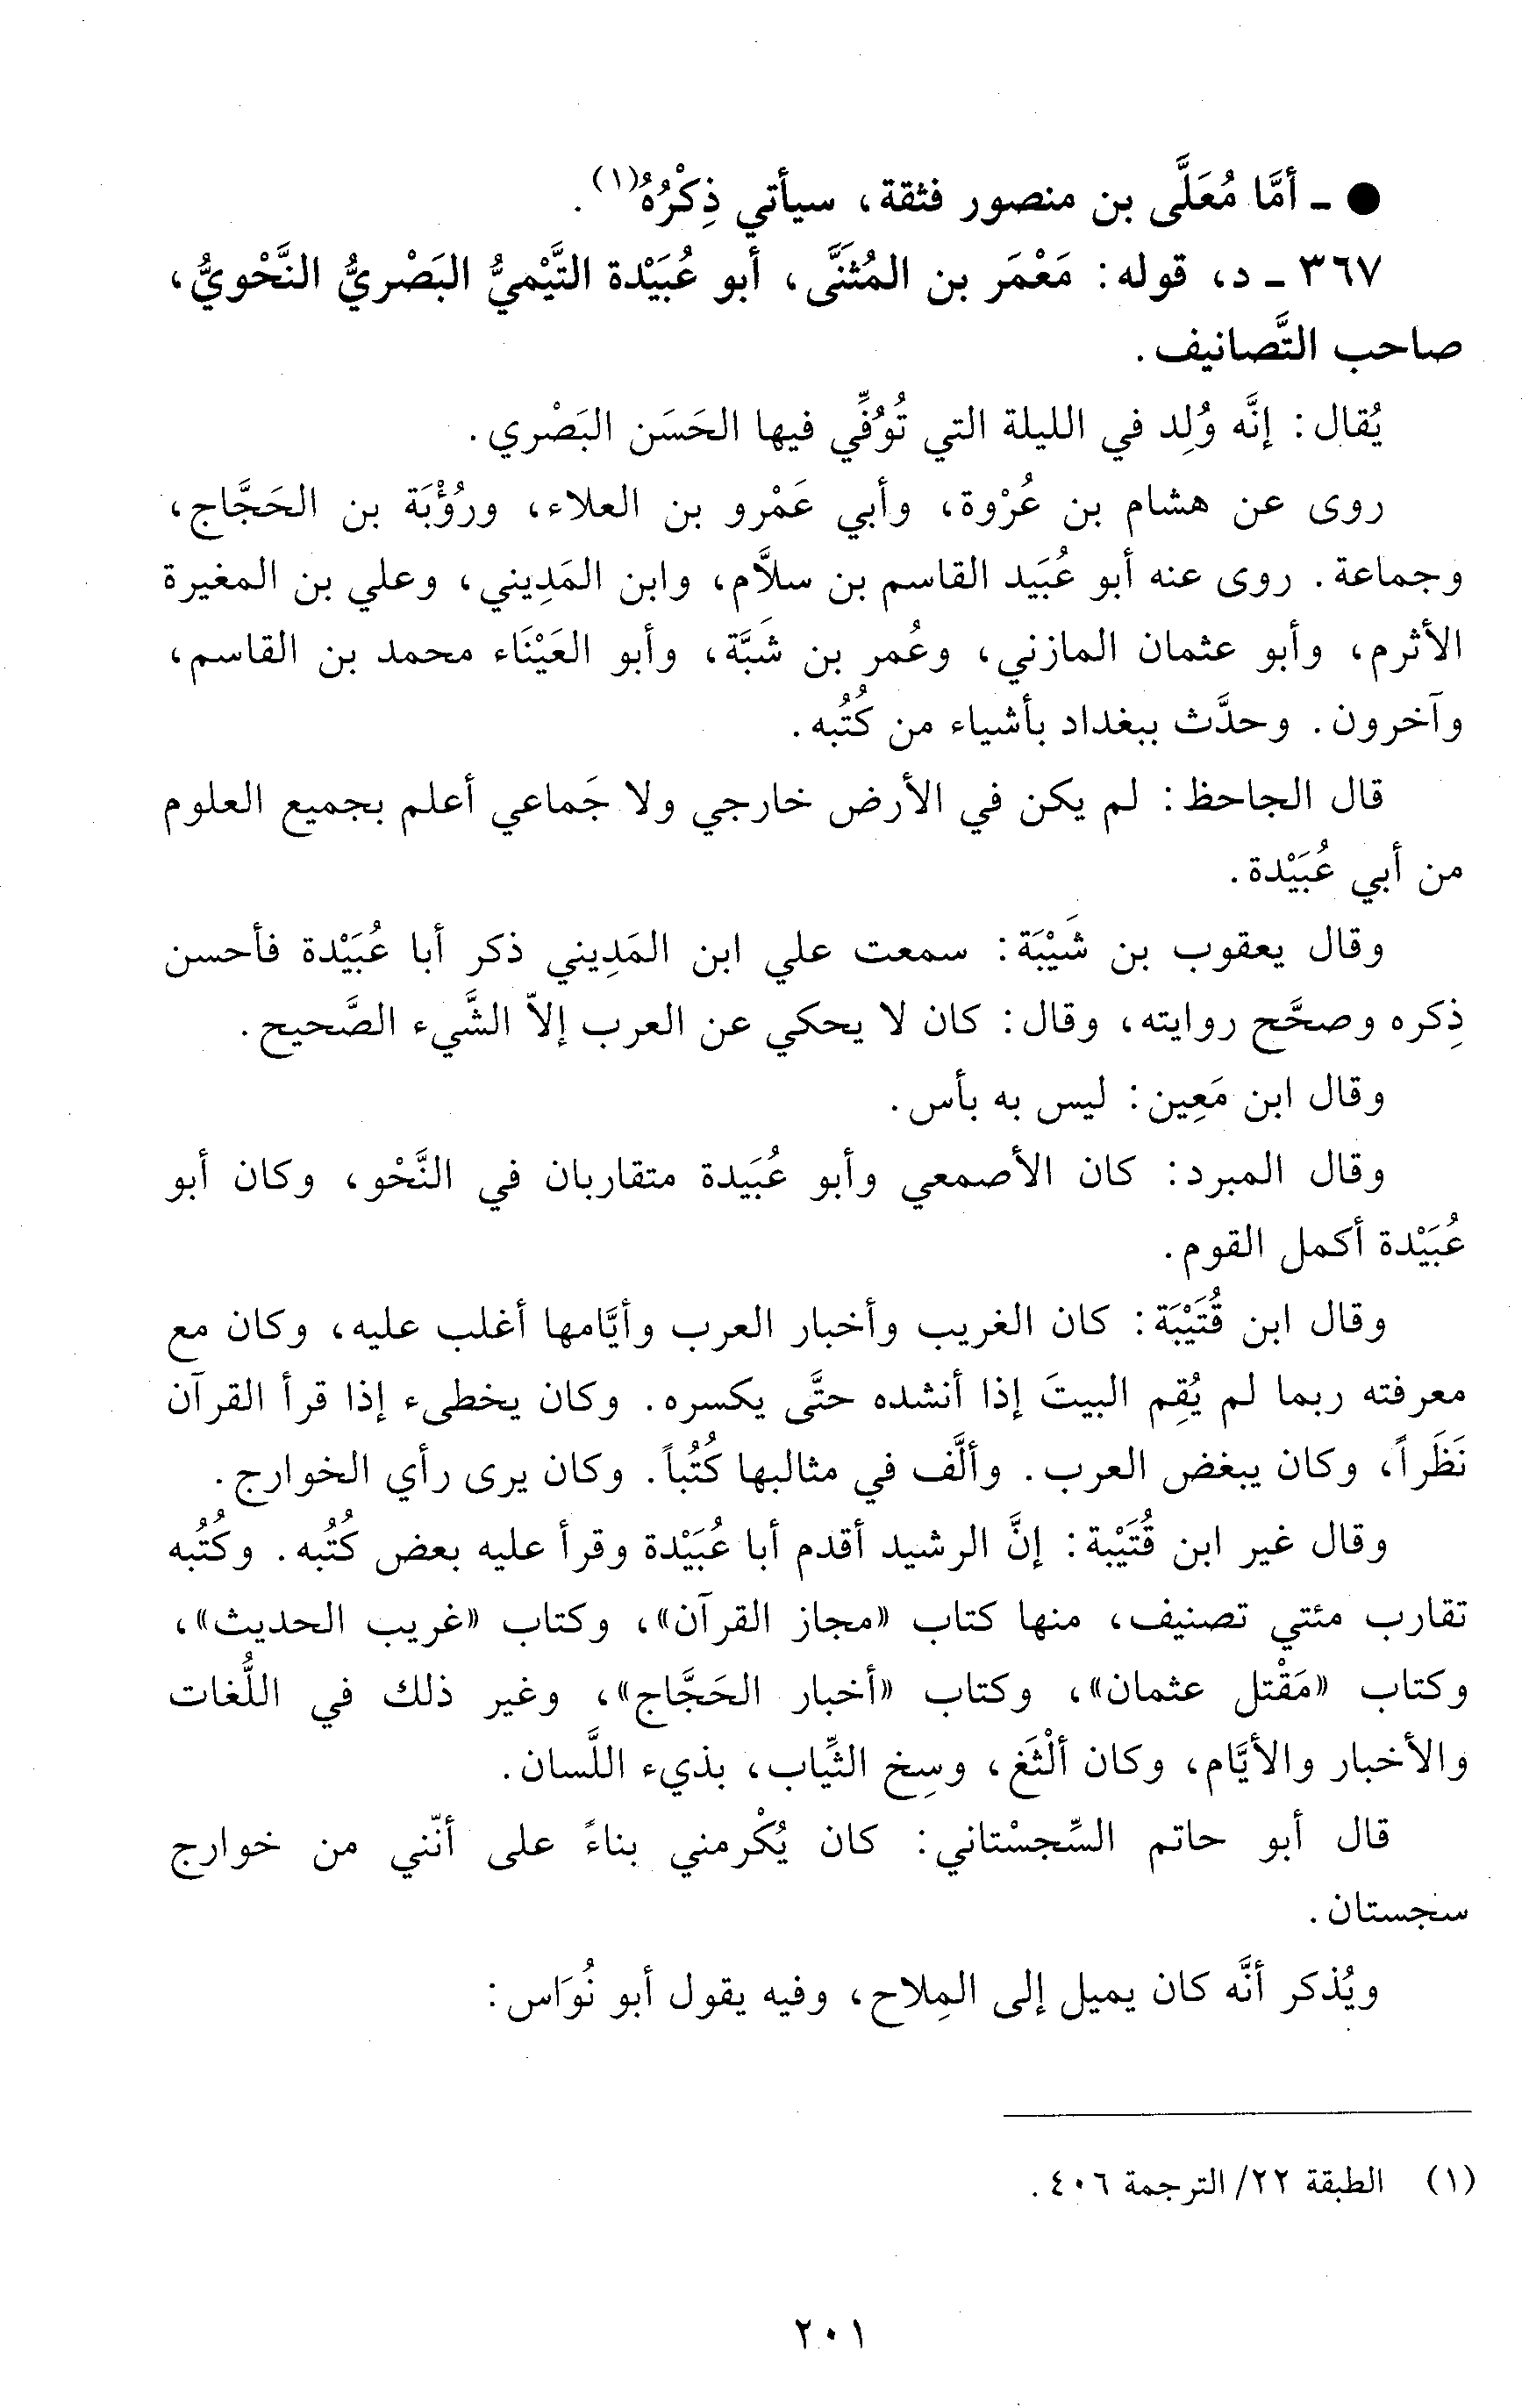 ● ـ أمَّا مُعَلَّى بن منصور فثقة، سيأتي ذِكْرُهُ(١).
٣٦٧ ـ د، قوله: مَعْمَر بن المُثنَّى، أبو عُبَيْدة التَّيْميُّ البَصْريُّ النَّحْويُّ،
صاحب التَّصانيف.
يُقال: إنَّه وُلِد في الليلة التي تُوُفِّي فيها الحَسَن البَصْري.
روى عن هشام بن عُرْوة، وأبي عَمْرو بن العلاء، ورُؤْبَة بن الحَجَّاج،
وجماعة. روى عنه أبو عُبَيد القاسم بن سلاَّم، وابن المَدِيني، وعلي بن المغيرة
الأثرم، وأبو عثمان المازني، وعُمر بن شَبَّة، وأبو العَيْنَاء محمد بن القاسم،
وآخرون. وحدَّث ببغداد بأشياء من كُتُبه.
قال الجاحظ: لم يكن في الأرض خارجي ولا جَماعي أعلم بجميع العلوم
من أبي عُبَيْدة.
وقال يعقوب بن شَيْبَة: سمعت علي ابن المَدِيني ذكر أبا عُبَيْدة فأحسن
ذِكره وصحَّح روايته، وقال: كان لا يحكي عن العرب إلاّ الشَّيء الصَّحيح.
وقال ابن مَعِين: ليس به بأس.
وقال المبرد: كان الأصمعي وأبو عُبَيدة متقاربان في النَّحْو، وكان أبو
عُبَيْدة أكمل القوم.
وقال ابن قُتَيْبَة: كان الغريب وأخبار العرب وأيَّامها أغلب عليه، وكان مع
معرفته ربما لم يُقِم البيتَ إذا أنشده حتَّى يكسره. وكان يخطىء إذا قرأ القرآن
نَظَراً، وكان يبغض العرب. وألَّف في مثالبها كُتُباً. وكان يرى رأي الخوارج.
وقال غير ابن قُتَيْبة: إنَّ الرشيد أقدم أبا عُبَيْدة وقرأ عليه بعض كُتُبه. وكُتُبه
تقارب مئتي تصنيف، منها كتاب «مجاز القرآن»، وكتاب «غريب الحديث»،
وكتاب «مَقْتل عثمان»، وكتاب «أخبار الحَجَّاج»، وغير ذلك في اللُّغات
والأخبار والأيَّام، وكان ألْثَغ، وسِخ الثِّياب، بذيء اللَّسان.
قال أبو حاتم السِّجسْتاني: كان يُكْرمني بناءً على أنّني من خوارج
سجستان.
ويُذكر أنَّه كان يميل إلى المِلاح، وفيه يقول أبو نُوَاس:
(١) الطبقة ٢٢/ الترجمة ٤٠٦.
٢٠١